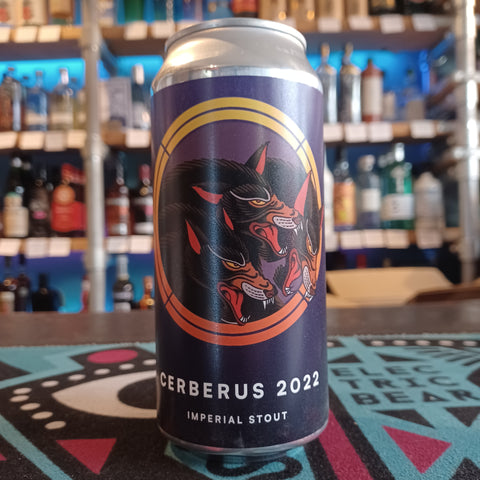 CERBERUS 2022
IMPERIAL STOUT
ELEC
TRIC
BEAR